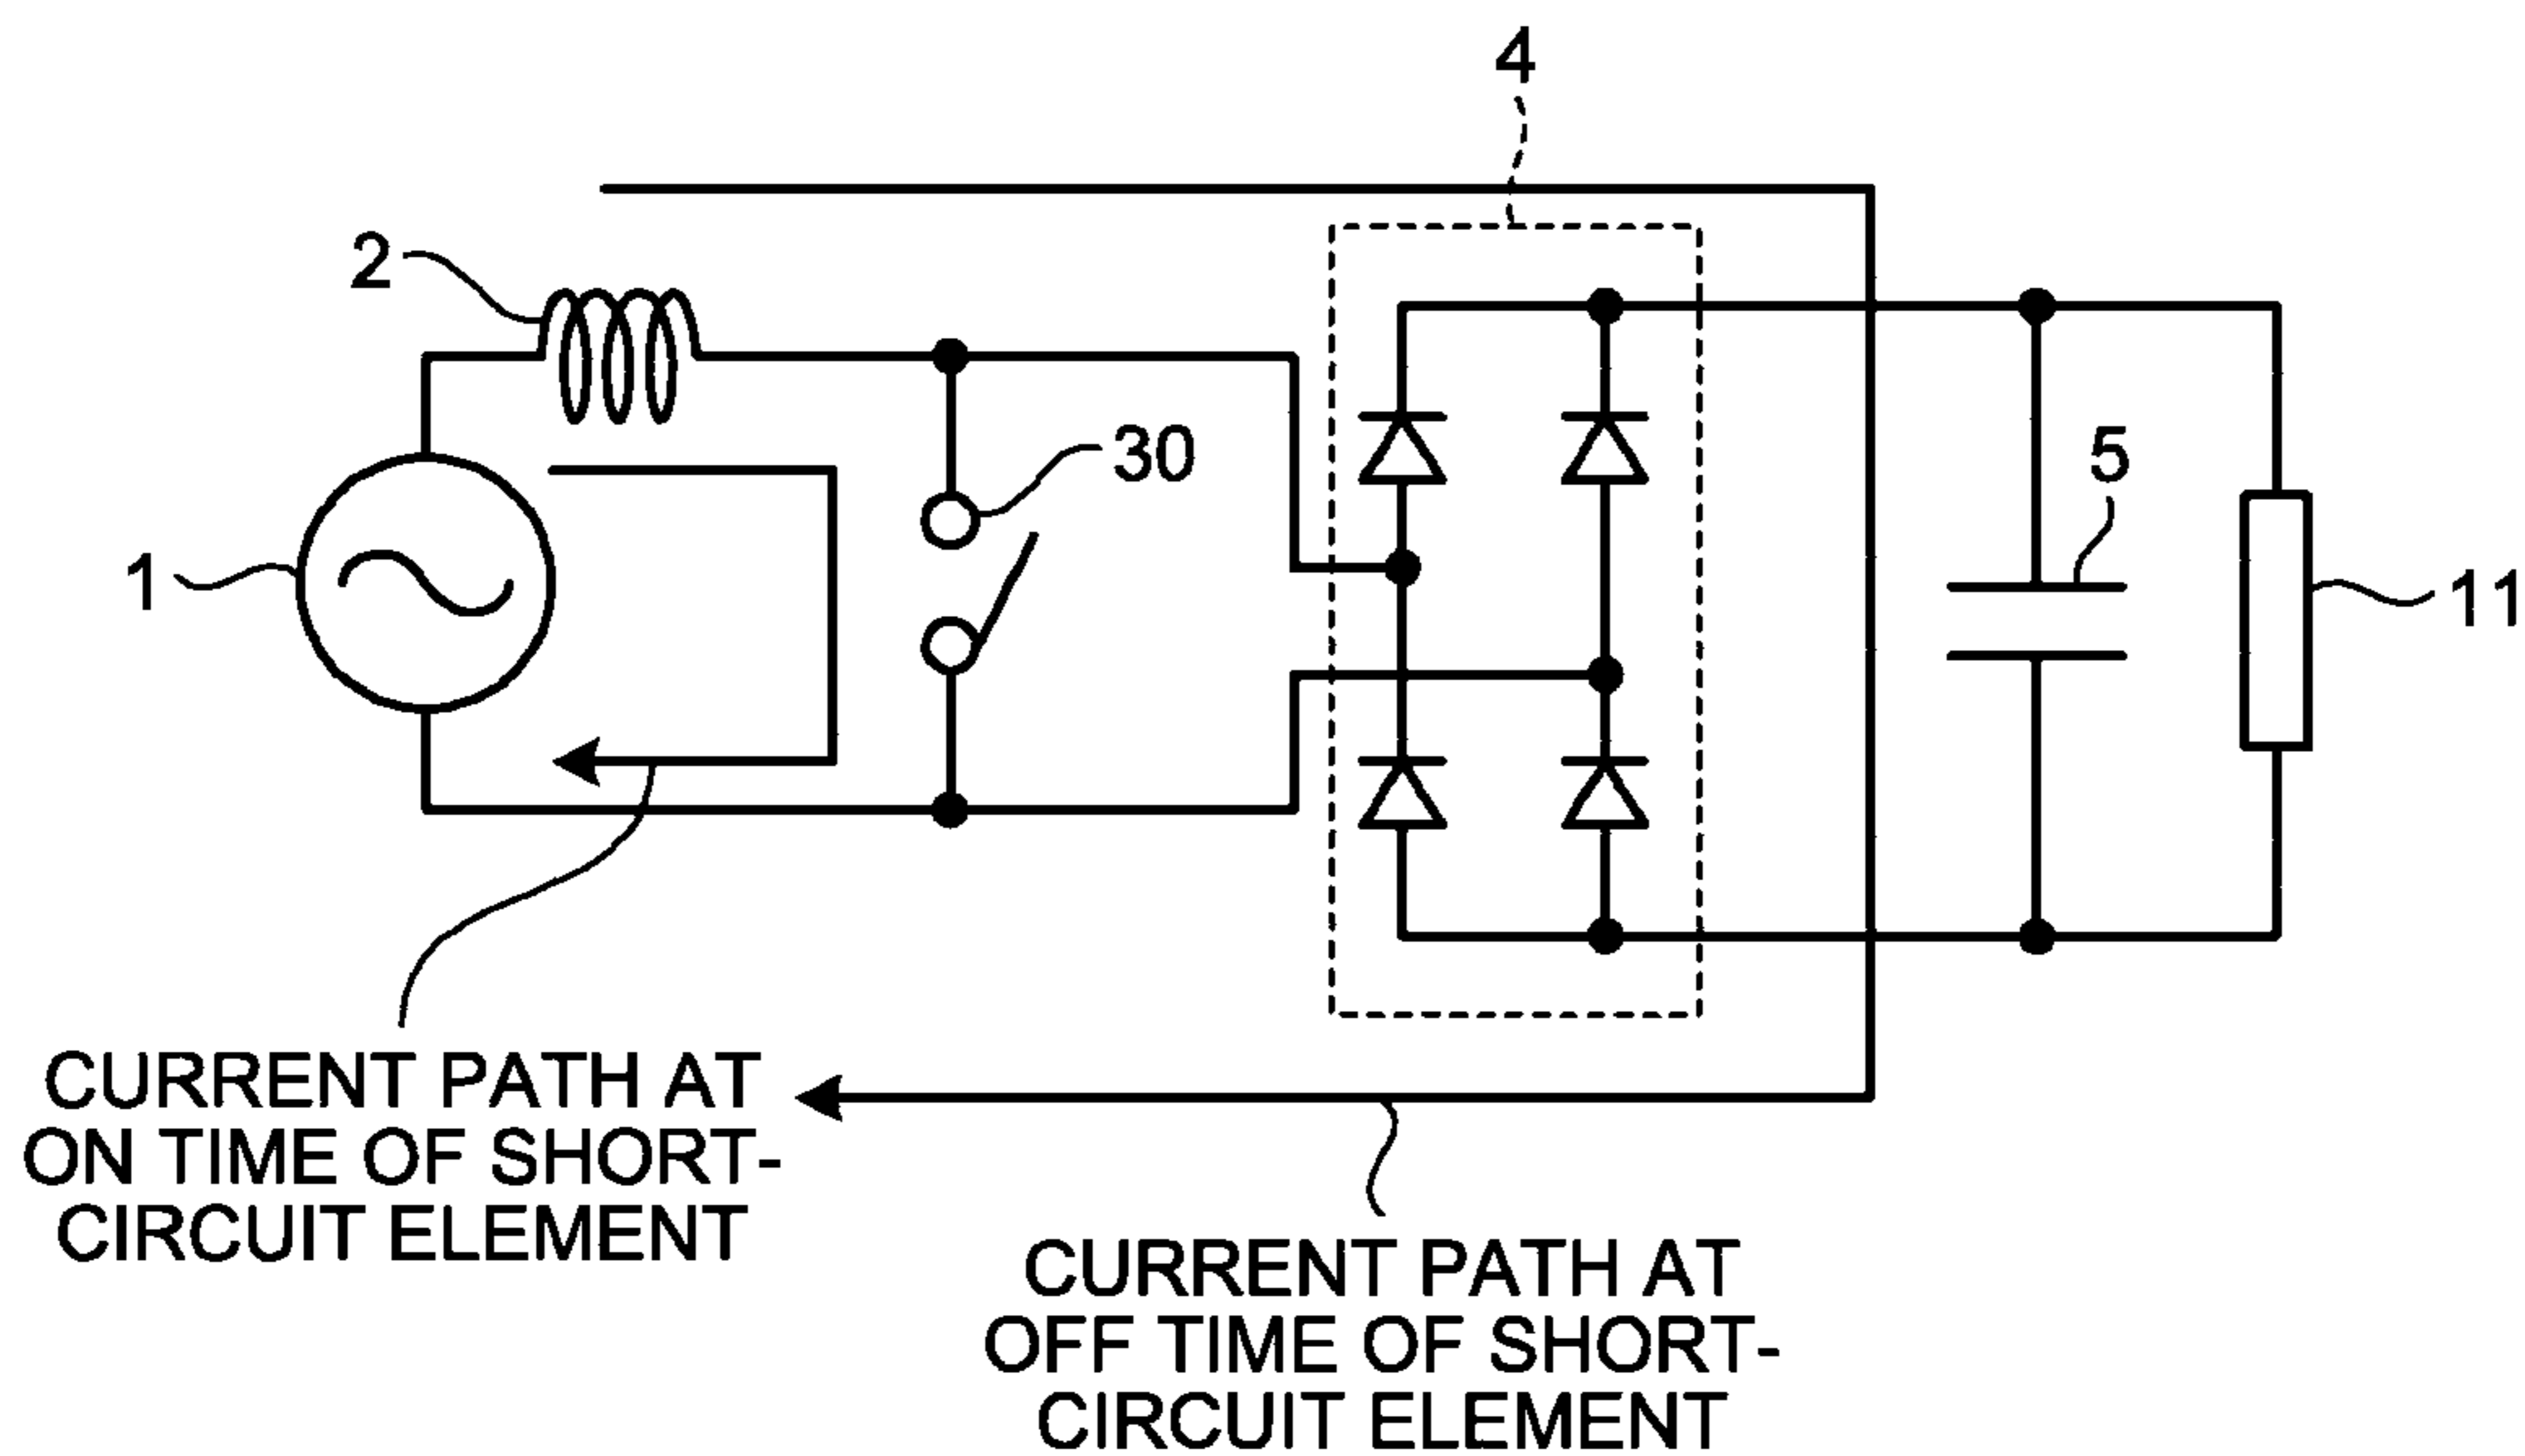 4
2
30
5
1
11
CURRENT PATH AT
ON TIME OF SHORT-
CIRCUIT ELEMENT
CURRENT PATH AT
OFF TIME OF SHORT-
CIRCUIT ELEMENT